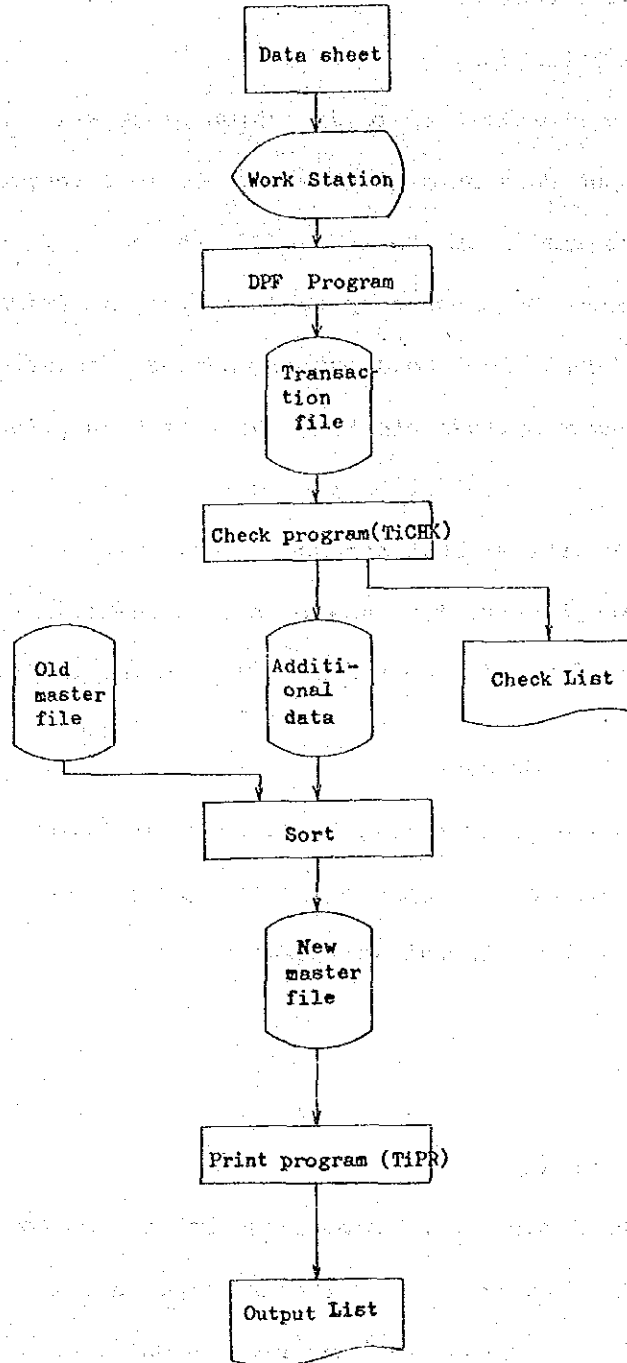 Data sheet
Work Station
DPF Program
Transac-
tion
file
Check program(TiCHK)
Old
master
file
Additi-
onal
data
Check List
Sort
New
master
file
Print program (TiPR)
Output List